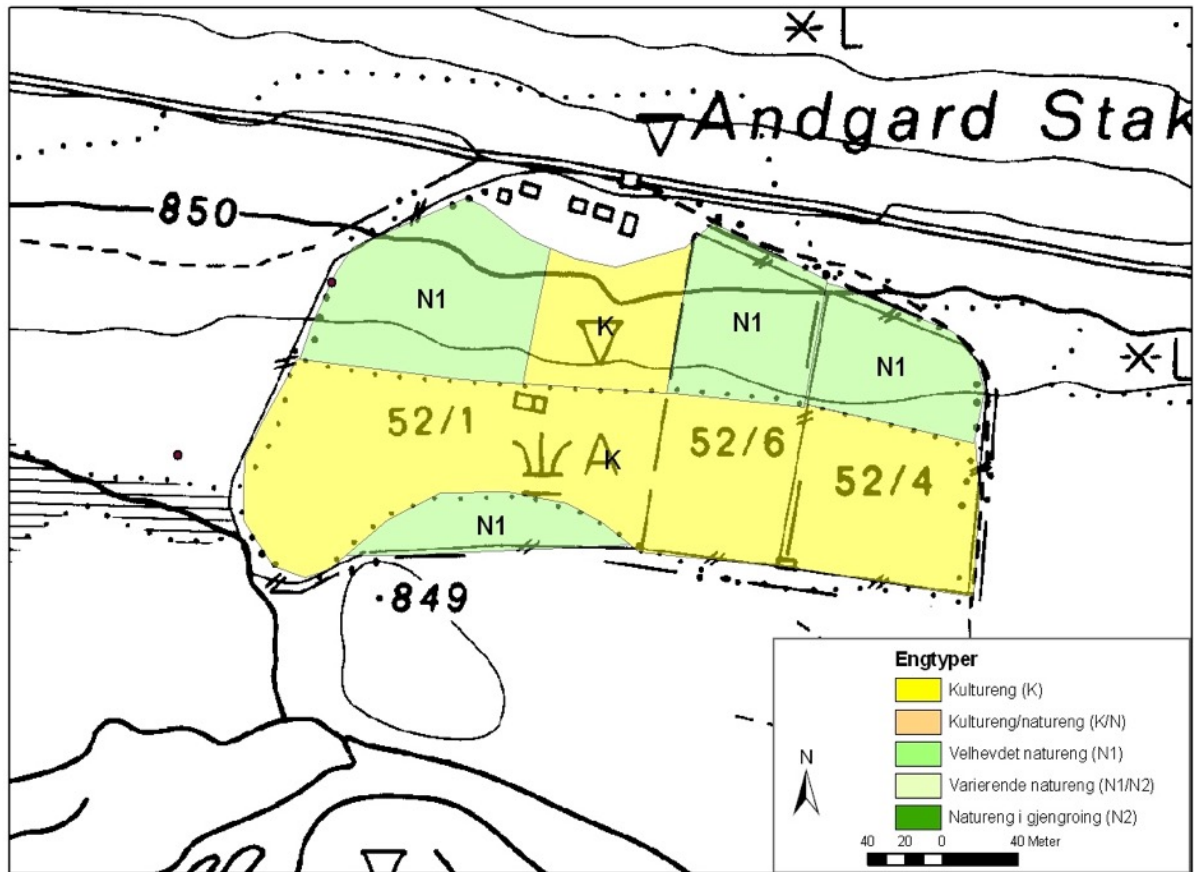 Andgard Stak
850
N1
K
N1
N1
52/1
52/6
A
K
52/4
N1
·849
Engtyper
Kultureng (K)
Kultureng/natureng (K/N)
Velhevdet natureng (N1)
Varierende natureng (N1/N2)
Natureng i gjengroing (N2)
N
40 20 0 40 Meter